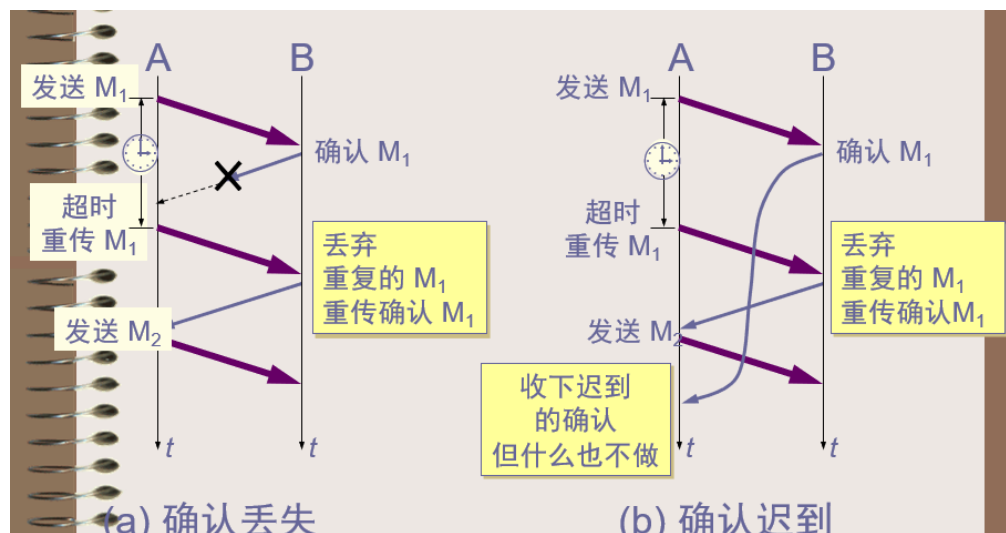 A
B
发送 M₁
确认 M₁
超时
重传 M₁
丢弃
重复的 M₁
重传确认 M₁
发送 M₂
t
t
(a) 确认丢失
A
B
发送 M₁
确认 M₁
超时
重传 M₁
丢弃
重复的 M₁
重传确认M₁
发送 M₂
收下迟到
的确认
但什么也不做
t
t
(b) 确认迟到